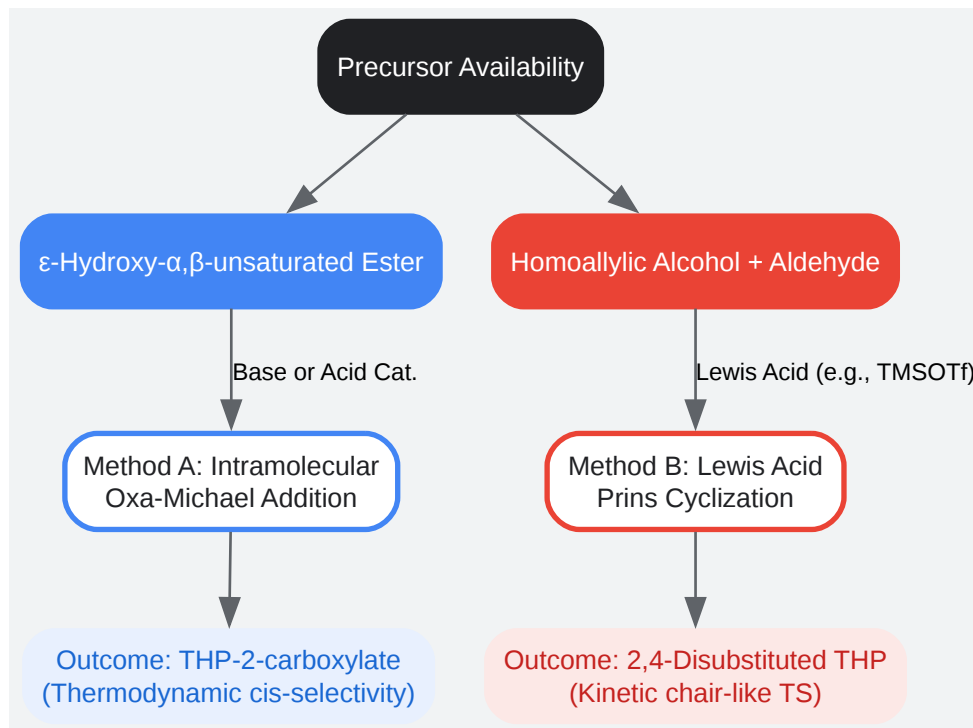 Precursor Availability
ε-Hydroxy-α,β-unsaturated Ester
Homoallylic Alcohol + Aldehyde
Base or Acid Cat.
Lewis Acid (e.g., TMSOTf)
Method A: Intramolecular
Oxa-Michael Addition
Method B: Lewis Acid
Prins Cyclization
Outcome: THP-2-carboxylate
(Thermodynamic cis-selectivity)
Outcome: 2,4-Disubstituted THP
(Kinetic chair-like TS)